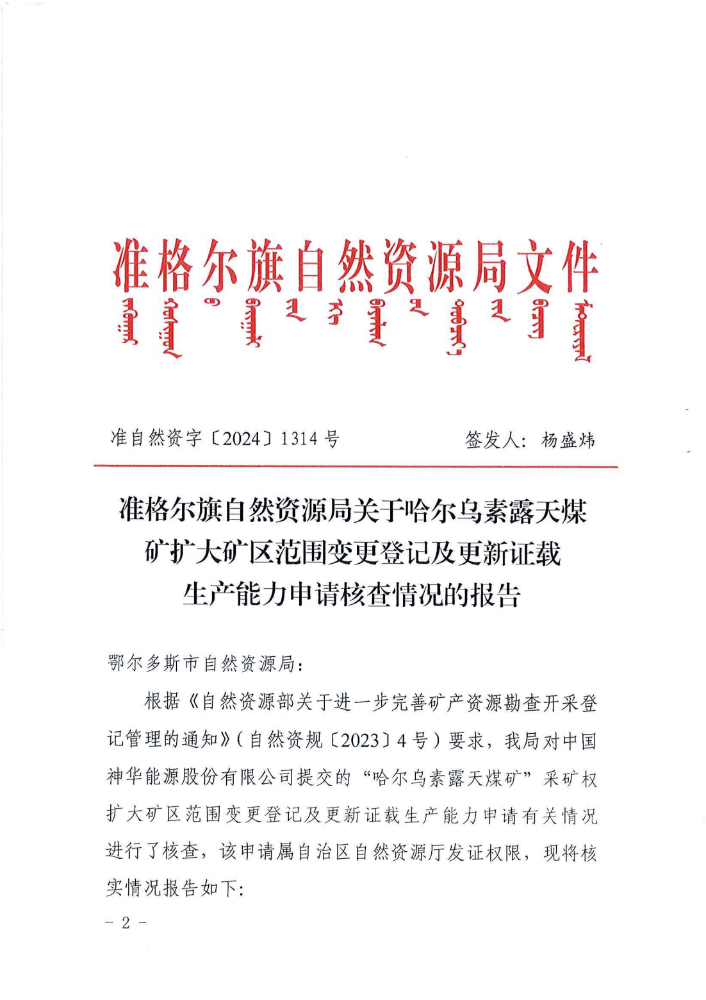 准格尔旗自然资源局文件
准自然资字〔2024〕1314号 签发人：杨盛炜
准格尔旗自然资源局关于哈尔乌素露天煤
矿扩大矿区范围变更登记及更新证载
生产能力申请核查情况的报告
鄂尔多斯市自然资源局：
根据《自然资源部关于进一步完善矿产资源勘查开采登
记管理的通知》（自然资规〔2023〕4号）要求，我局对中国
神华能源股份有限公司提交的“哈尔乌素露天煤矿”采矿权
扩大矿区范围变更登记及更新证载生产能力申请有关情况
进行了核查，该申请属自治区自然资源厅发证权限，现将核
实情况报告如下：
－ 2 －